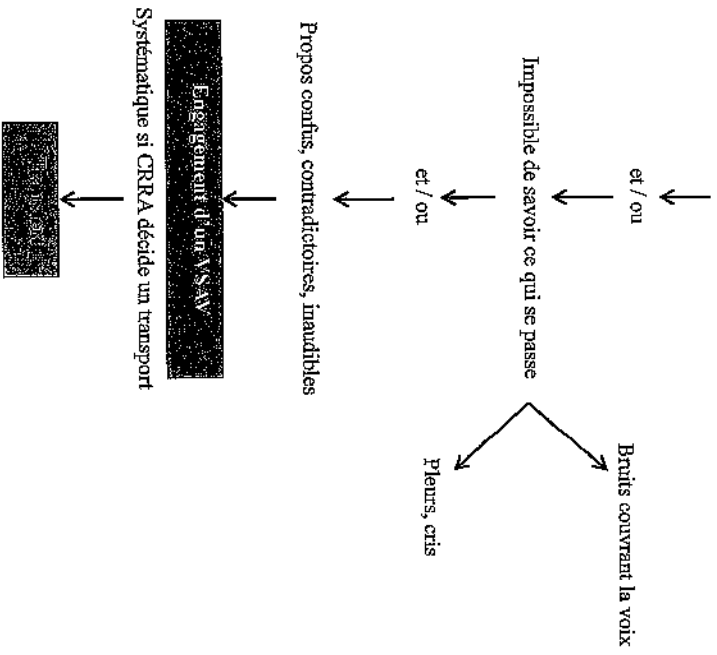 et / ou
Impossible de savoir ce qui se passe
Bruits couvrant la voix
Pleurs, cris
et / ou
Propos confus, contradictoires, inaudibles
Engagement d'un VSAV
Systématique si CRRA décide un transport